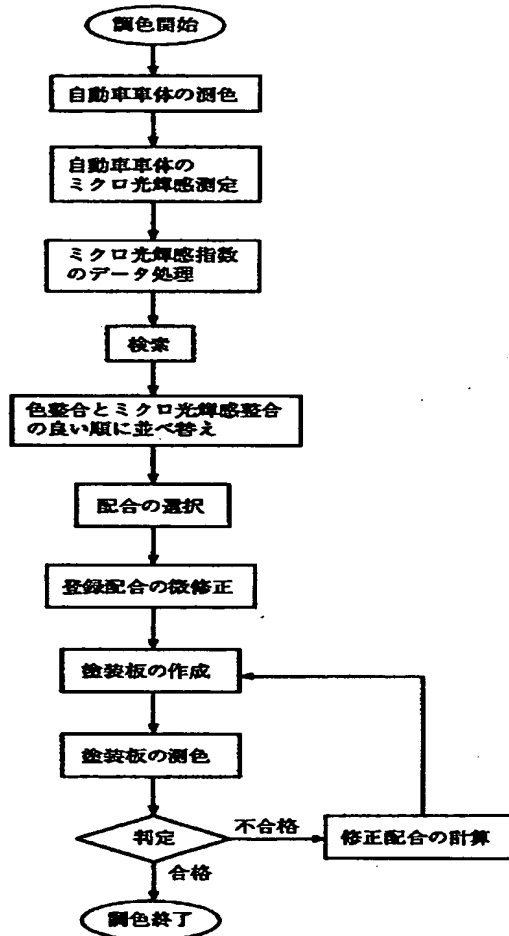 調色開始
自動車車体の測色
自動車車体の
ミクロ光輝感測定
ミクロ光輝感指数
のデータ処理
検索
色整合とミクロ光輝感整合
の良い順に並べ替え
配合の選択
登録配合の微修正
塗装板の作成
塗装板の測色
判定
不合格
修正配合の計算
合格
調色終了